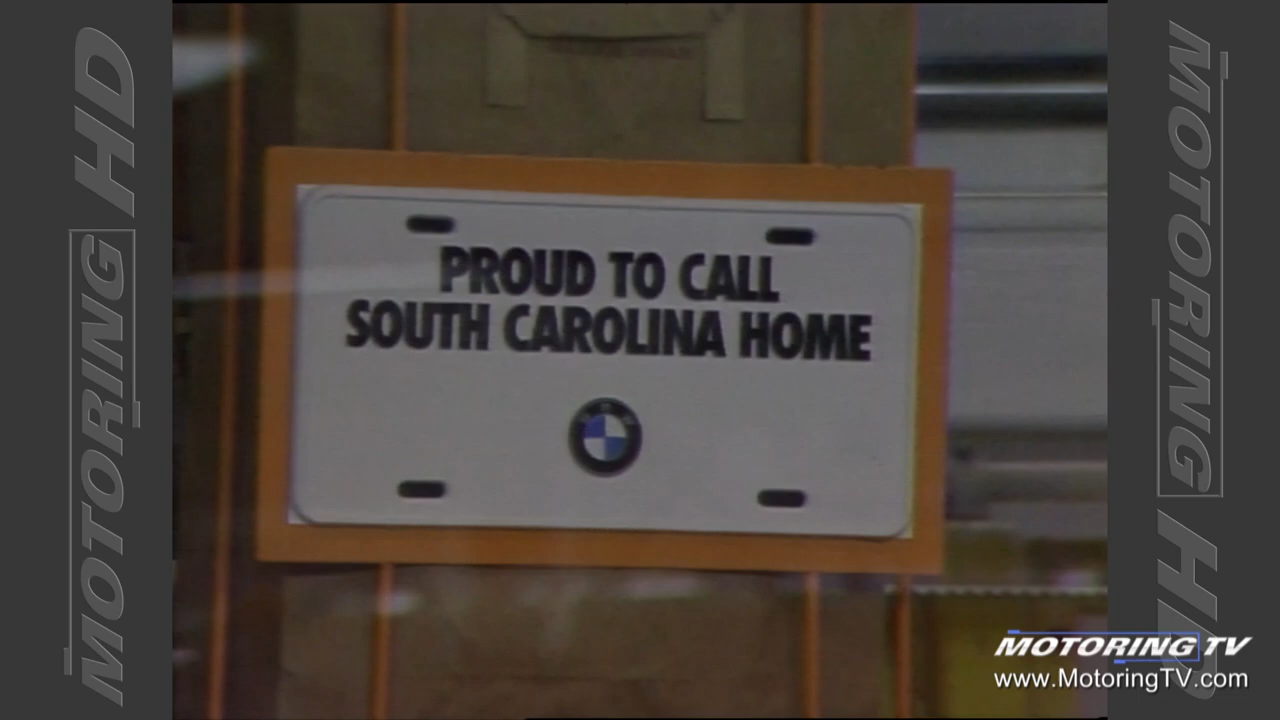 MOTORING HD
PROUD TO CALL
SOUTH CAROLINA HOME
MOTORING HD
MOTORING TV
www.MotoringTV.com